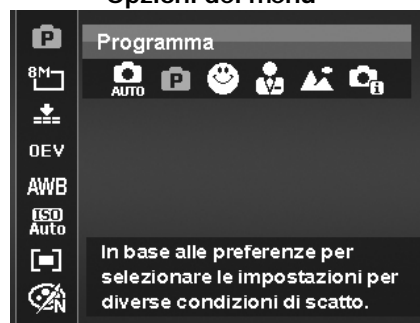 Opzioni del menu
P
Programma
8M
AUTO P
0EV
AWB
ISO
Auto
In base alle preferenze per
selezionare le impostazioni per
diverse condizioni di scatto.
N